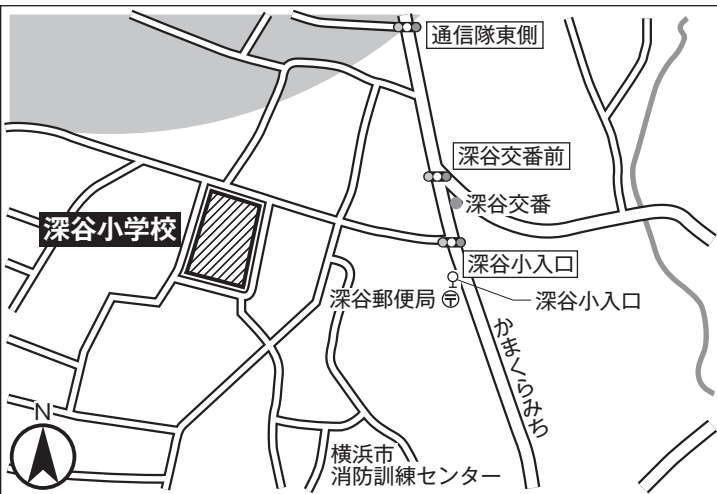 通信隊東側
深谷交番前
深谷交番
深谷小学校
深谷小入口
深谷郵便局 〶
深谷小入口
かまくらみち
N
横浜市
消防訓練センター